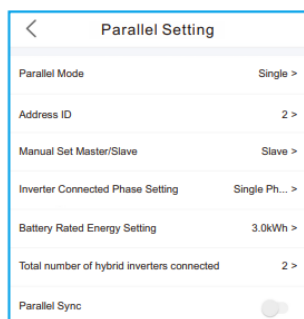 < Parallel Setting
Parallel Mode Single >
Address ID 2 >
Manual Set Master/Slave Slave >
Inverter Connected Phase Setting Single Ph... >
Battery Rated Energy Setting 3.0kWh >
Total number of hybrid inverters connected 2 >
Parallel Sync